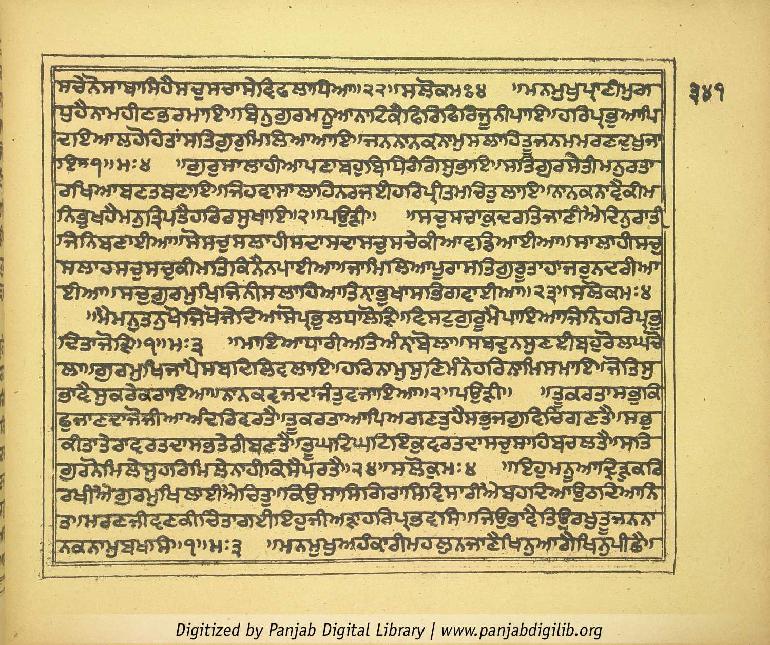 ਸਚੈਨੋਸਾਬਾਸਿਹੈਸਚੁਸਚਾਸੇਵਿਦਿਲਾਧਿਆ॥੨੨॥ਸਲੋਕਮਃ੪ ॥ਮਨਮੁਖੁਪ੍ਰਾਣੀਮੁਗ
੩੪੧
ਧੁਹੈਨਾਮਹੀਣਭਰਮਾਇ॥ਬਿਨੁਗੁਰਮਨੂਆਨਾਟਿਕੈਫਿਰਿਫਿਰਿਜੂਨੀਪਾਇ॥ਹਰਿਪ੍ਰਭੁਆਪਿ
ਦਇਆਲਹੋਹਿਤਾਂਸਤਿਗੁਰੁਮਿਲਿਆਆਇ॥ਜਨਨਾਨਕਨਾਮੁਸਲਾਹਿਤੂਜਨਮਮਰਣਦੁਖੁਜਾ
ਇ॥੧॥ਮਃ੪ ॥ਗੁਰੁਸਾਲਾਹੀਆਪਣਾਬਹੁਬਿਧਿਰੰਗਿਸੁਭਾਇ॥ਸਤਿਗੁਰਸੇਤੀਮਨੁਰਤਾ
ਰਖਿਆਬਣਤਬਣਾਇ॥ਜਿਹਵਾਸਾਲਾਹਿਨਰਜਈਹਰਿਪ੍ਰੀਤਮਚਿਤੁਲਾਇ॥ਨਾਨਕਨਾਵੈਕੀਮ
ਨਿਭੁਖਹੈਮਨੁਤ੍ਰਿਪਤੈਹਰਿਰਸੁਖਾਇ॥੨॥ਪਉੜੀ॥ ॥ਸਚੁਸਚਾਕੁਦਰਤਿਜਾਣੀਐਦਿਨੁਰਾਤੀ
ਜਿਨਿਬਣਾਈਆ॥ਸੋਸਚੁਸਲਾਹੀਸਦਾਸਦਾਸਚੁਸਚੇਕੀਆਵਡਿਆਈਆ॥ਸਾਲਾਹੀਸਚੁ
ਸਲਾਹਸਚੁਸਚੁਕੀਮਤਿਕਿਨੈਨਪਾਈਆ॥ਜਾਮਿਲਿਆਪੂਰਾਸਤਿਗੁਰੂਤਾਹਾਜਰੁਨਦਰੀਆ
ਈਆ॥ਸਚੁਗੁਰਮੁਖਿਜਿਨੀਸਲਾਹਿਆਤਿਨਾਭੁਖਾਸਭਿਗਵਾਈਆ॥੨੩॥ਸਲੋਕਮਃ੪
॥ਮੈਮਨੁਤਨੁਖੋਜਿਖੋਜੇਦਿਆਸੋਪ੍ਰਭੁਲਧਾਲੋੜਿ॥ਵਿਸਟੁਗੁਰੂਮੈਪਾਇਆਜਿਨਿਹਰਿਪ੍ਰਭੁ
ਦਿਤਾਜੋੜਿ॥੧॥ਮਃ੩ ॥ਮਾਇਆਧਾਰੀਅਤਿਅੰਨਾਬੋਲਾ॥ਸਬਦੁਨਸੁਣਈਬਹੁਰੋਲਘਚੋ
ਲਾ॥ਗੁਰਮੁਖਿਜਾਪੈਸਬਦਿਲਿਵਲਾਇ॥ਹਰਿਨਾਮੁਸੁਣਿਮੰਨੇਹਰਿਨਾਮਿਸਮਾਇ॥ਜੋਤਿਸੁ
ਭਾਵੈਸੁਕਰੇਕਰਾਇਆ॥ਨਾਨਕਵਜਦਾਜੰਤੁਵਜਾਇਆ॥੨॥ਪਉੜੀ॥ ॥ਤੂਕਰਤਾਸਭੁਕਿ
ਛੁਜਾਣਦਾਜੋਜੀਆਅੰਦਰਿਵਰਤੈ॥ਤੂਕਰਤਾਆਪਿਅਗਣਤੁਹੈਸਭੁਜਗੁਵਿਚਿਗਣਤੈ॥ਸਭੁ
ਕੀਤਾਤੇਰਾਵਰਤਦਾਸਭਤੇਰੀਬਣਤੈ॥ਤੂਘਟਿਘਟਿਇਕੁਵਰਤਦਾਸਚੁਸਾਹਿਬਚਲਤੈ॥ਸਤਿ
ਗੁਰਨੋਮਿਲੇਸੁਹਰਿਮਿਲੇਨਾਹੀਕਿਸੈਪਰਤੈ॥੨੪॥ਸਲੋਕੁਮਃ੪ ॥ਇਹੁਮਨੂਆਦ੍ਰਿੜੁਕਰਿ
ਰਖੀਐਗੁਰਮੁਖਿਲਾਈਐਚਿਤੁ॥ਕਿਉਸਾਸਿਗਿਰਾਸਿਵਿਸਾਰੀਐਬਹਦਿਆਉਠਦਿਆਨਿ
ਤਾ॥ਮਰਣਜੀਵਣਕੀਚਿੰਤਾਗਈਇਹੁਜੀਅੜਾਹਰਿਪ੍ਰਭਵਸਿ॥ਜਿਉਭਾਵੈਤਿਉਰਖੁਤੂਜਨਨਾ
ਨਕਨਾਮੁਬਖਸਿ॥੧॥ਮਃ੩ ॥ਮਨਮੁਖੁਅਹੰਕਾਰੀਮਹਲੁਨਜਾਣੈਖਿਨੁਆਗੈਖਿਨੁਪੀਛੈ॥
Digitized by Panjab Digital Library | www.panjabdigilib.org